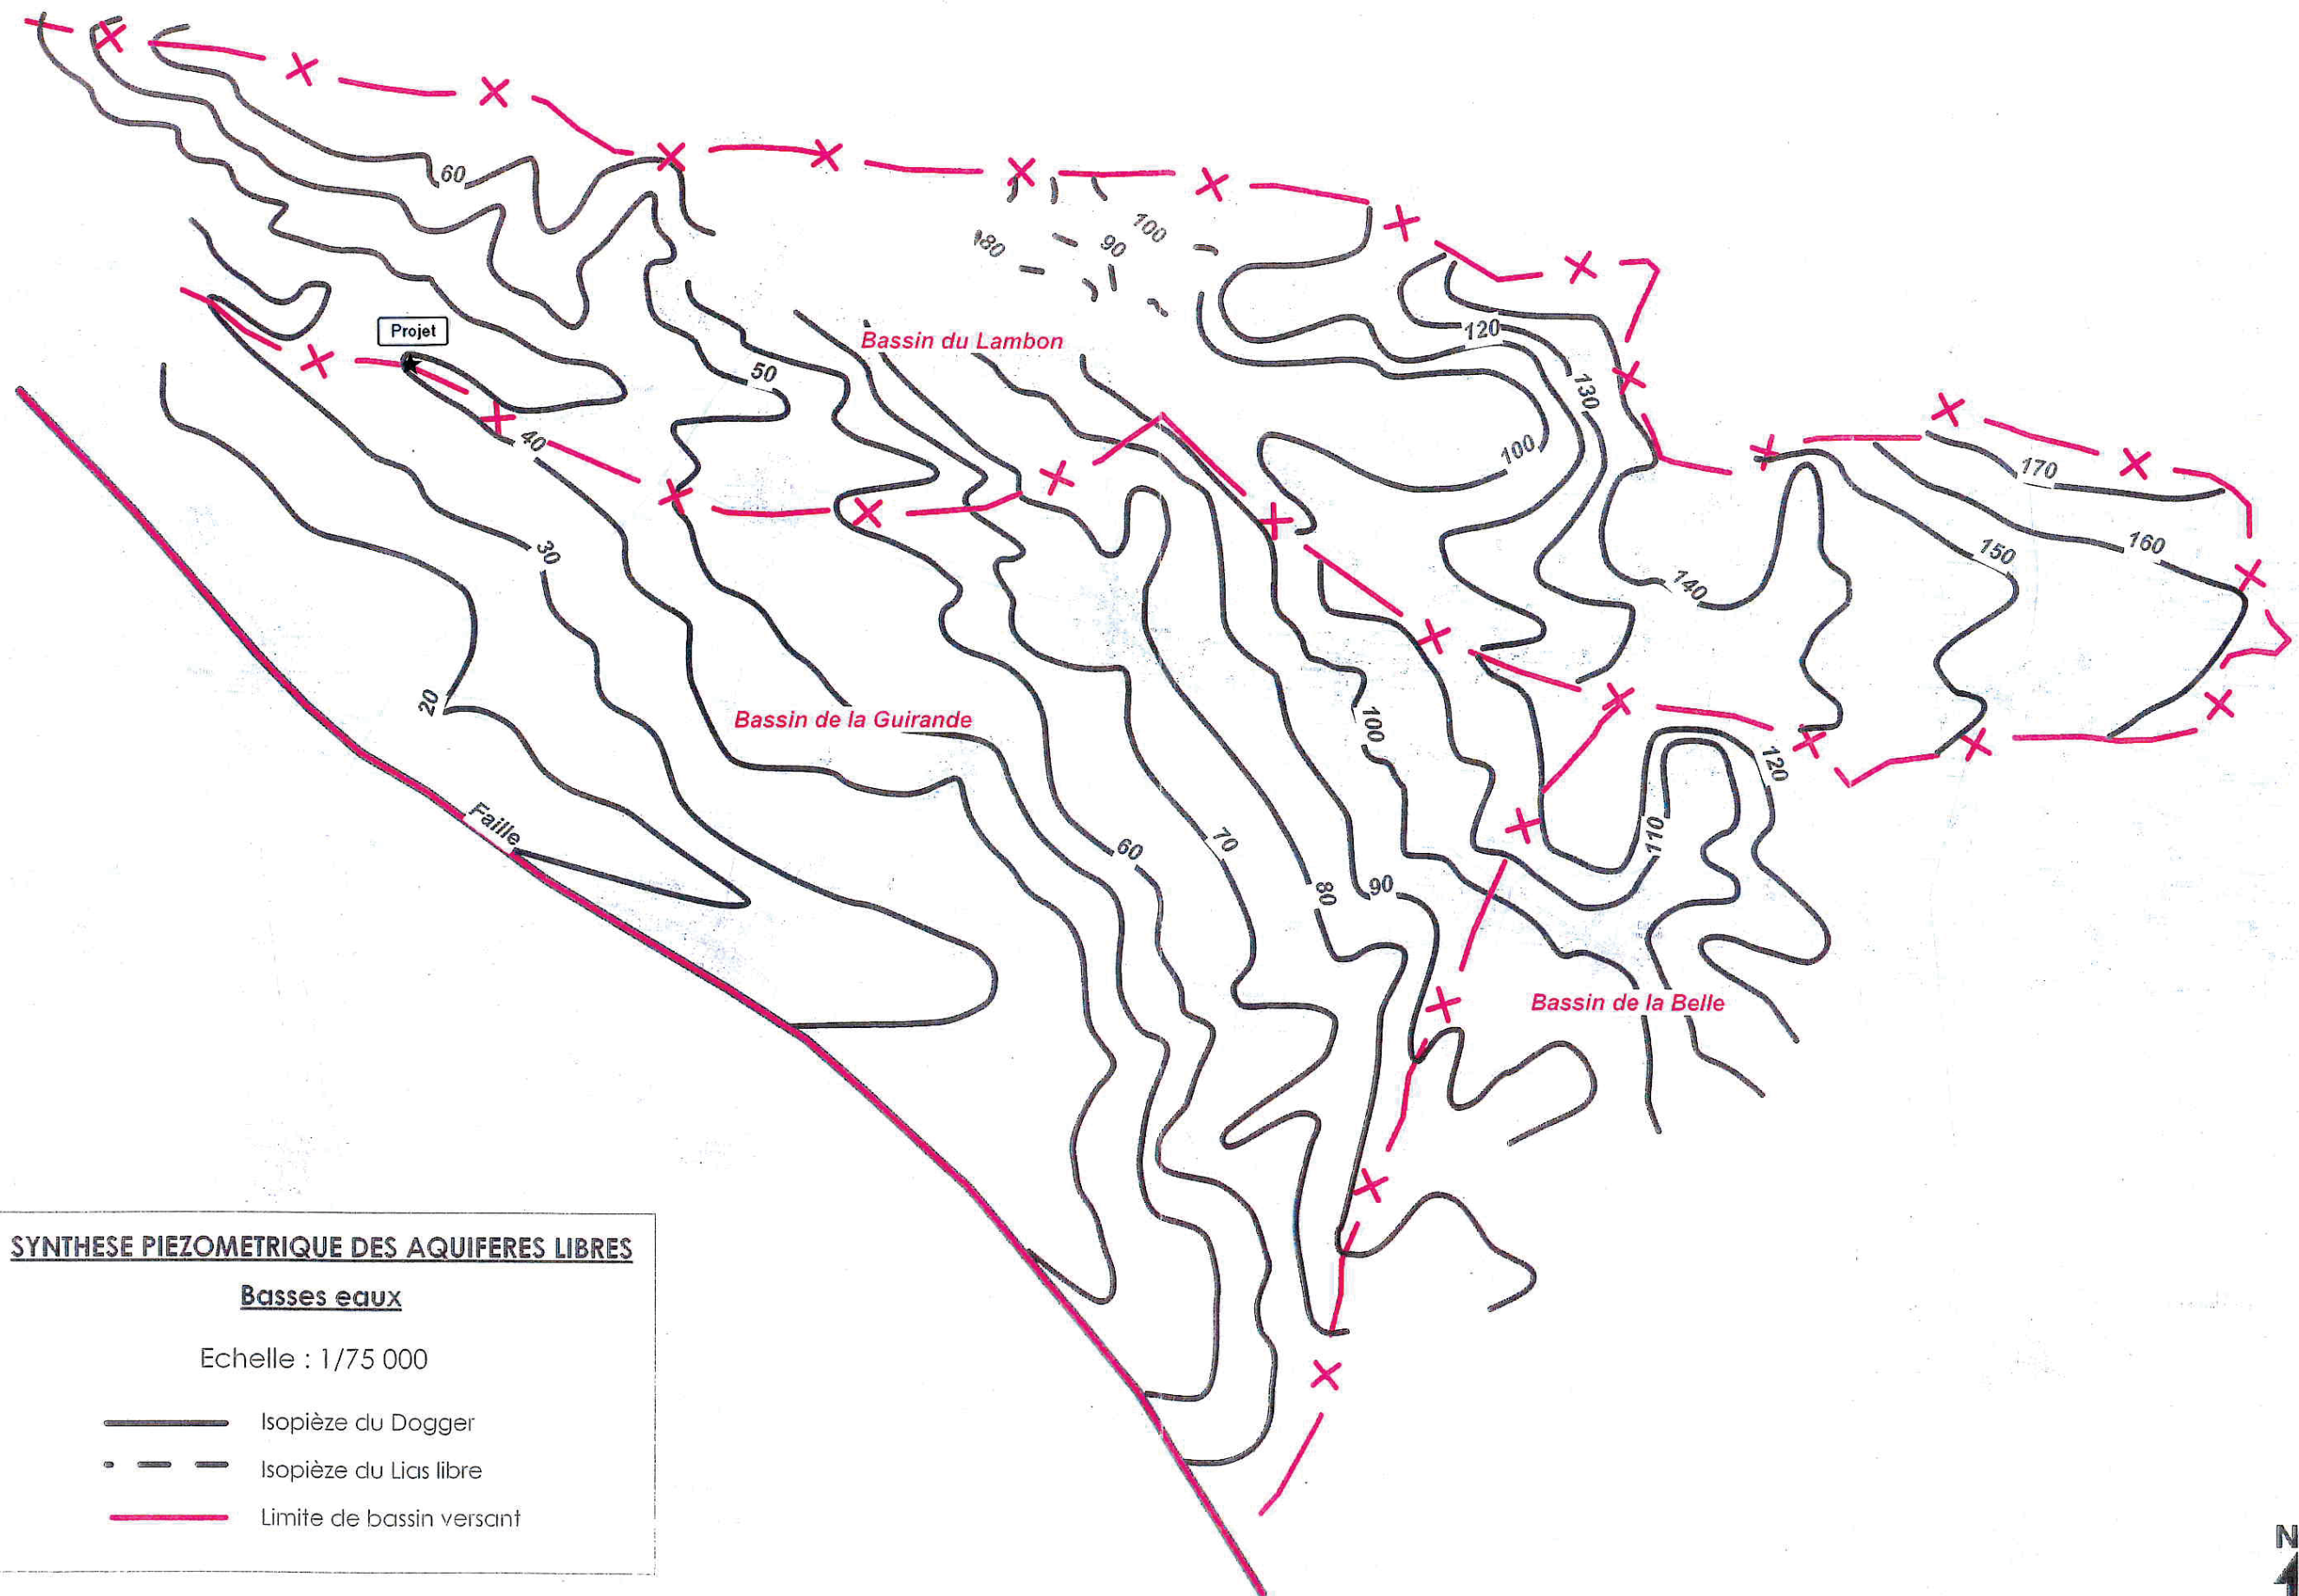 60
180
90
100
Projet
Bassin du Lambon
120
50
130
40
100
170
30
150
160
140
20
Bassin de la Guirande
100
120
Faille
110
60
70
80
90
Bassin de la Belle
SYNTHESE PIEZOMETRIQUE DES AQUIFERES LIBRES
Basses eaux
Echelle : 1/75 000
Isopièze du Dogger
Isopièze du Lias libre
Limite de bassin versant
N